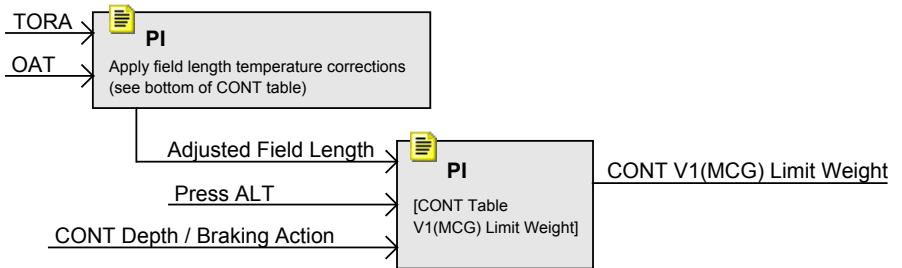 TORA
OAT
PI
Apply field length temperature corrections
(see bottom of CONT table)
Adjusted Field Length
Press ALT
CONT Depth / Braking Action
PI
[CONT Table
V1(MCG) Limit Weight]
CONT V1(MCG) Limit Weight